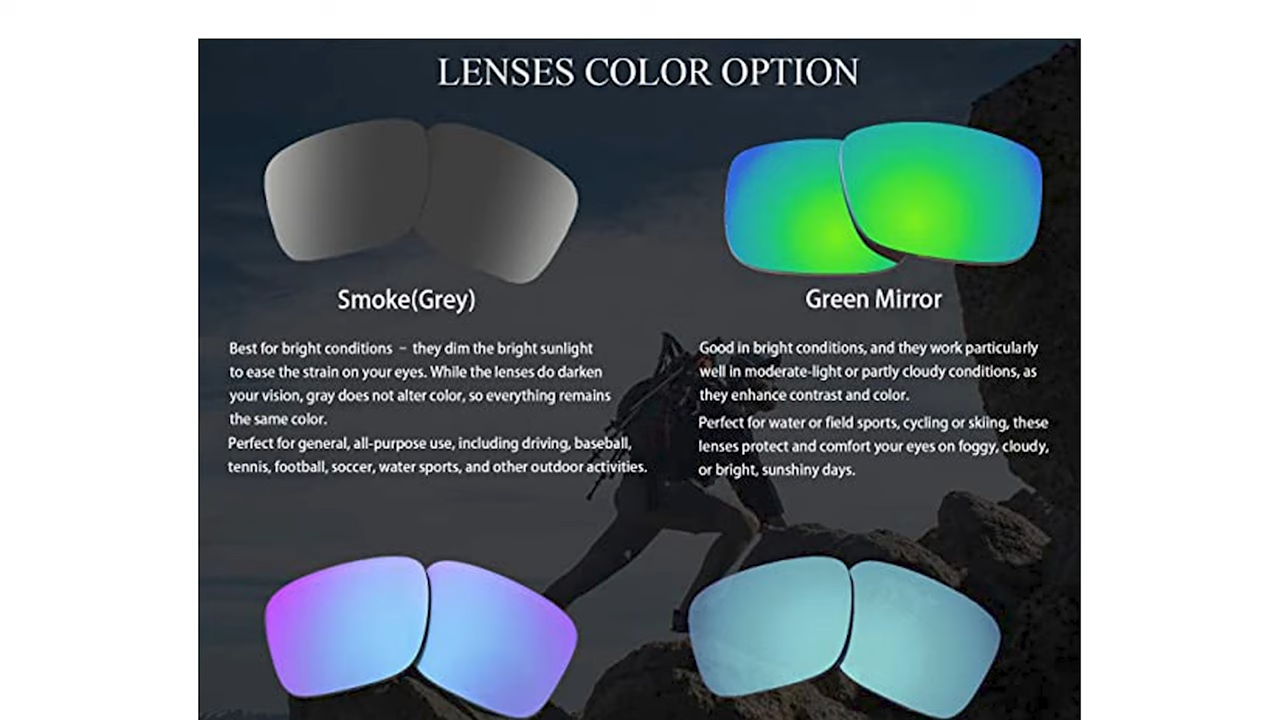 LENSES COLOR OPTION
Smoke(Grey)
Best for bright conditions – they dim the bright sunlight
to ease the strain on your eyes. While the lenses do darken
your vision, gray does not alter color, so everything remains
the same color.
Perfect for general, all-purpose use, including driving, baseball,
tennis, football, soccer, water sports, and other outdoor activities.
Green Mirror
Good in bright conditions, and they work particularly
well in moderate-light or partly cloudy conditions, as
they enhance contrast and color.
Perfect for water or field sports, cycling or skiing, these
lenses protect and comfort your eyes on foggy, cloudy,
or bright, sunshiny days.